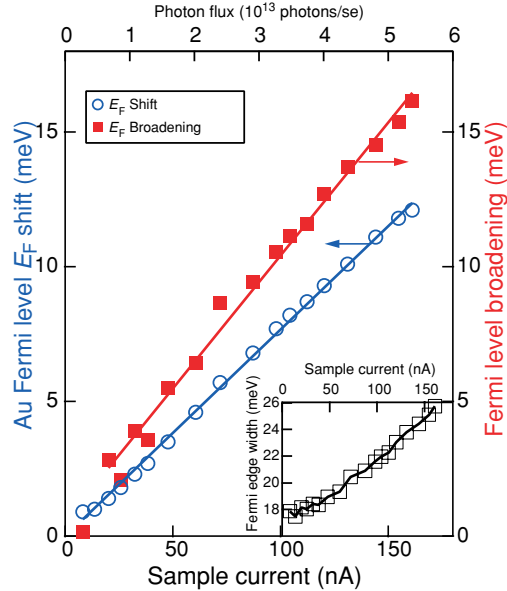 Photon flux (10^13 photons/se)
0 1 2 3 4 5 6
E_F Shift
E_F Broadening
Au Fermi level E_F shift (meV)
15
10
5
0
Fermi level broadening (meV)
15
10
5
0
Sample current (nA)
0 50 100 150
Fermi edge width (meV)
26
24
22
20
18
16
0 50 100 150
Sample current (nA)